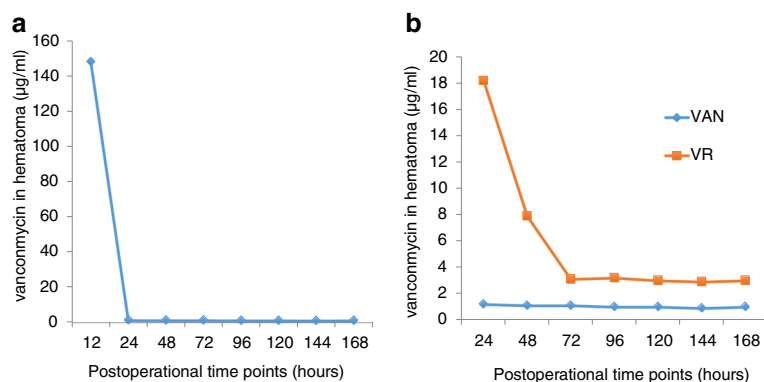 a
vanconmycin in hematoma (µg/ml)
160
140
120
100
80
60
40
20
0
12 24 48 72 96 120 144 168
Postoperational time points (hours)
b
vanconmycin in hematoma (µg/ml)
20
18
16
14
12
10
8
6
4
2
0
VAN
VR
24 48 72 96 120 144 168
Postoperational time points (hours)